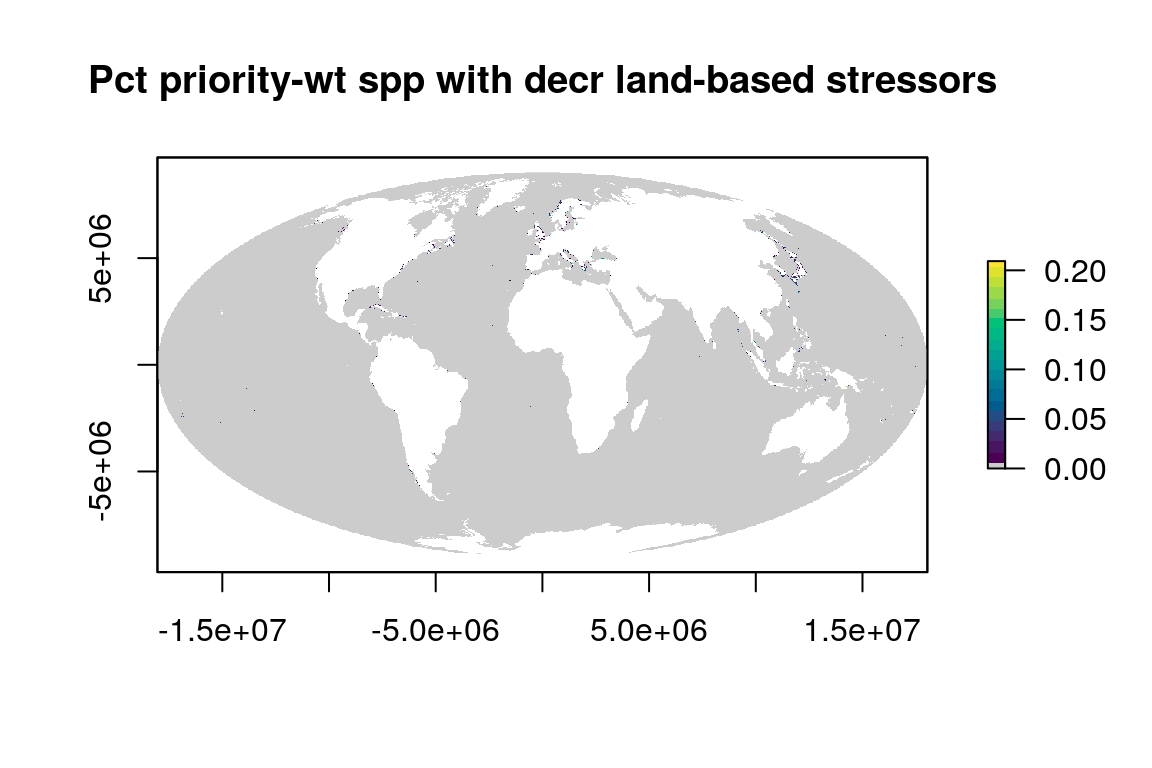 Pct priority-wt spp with decr land-based stressors
5e+06
-5e+06
0.20
0.15
0.10
0.05
0.00
-1.5e+07 -5.0e+06 5.0e+06 1.5e+07